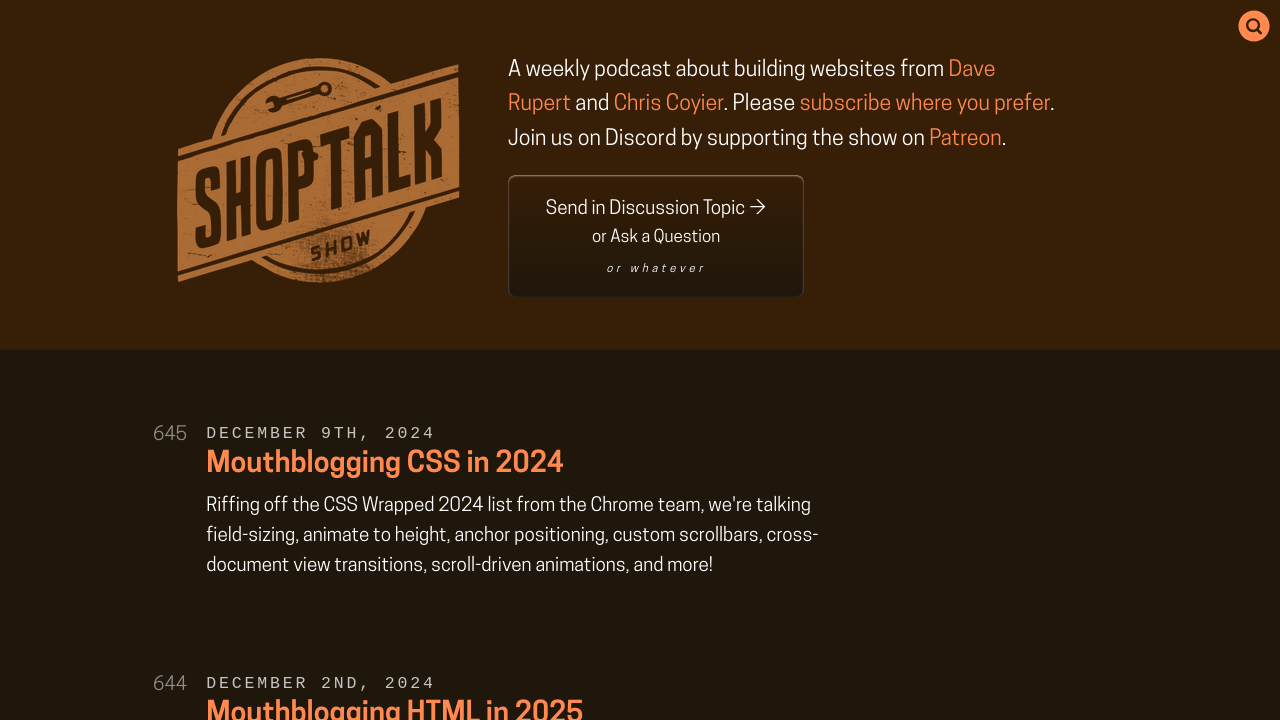 SHOPTALK
SHOW
A weekly podcast about building websites from Dave
Rupert and Chris Coyier. Please subscribe where you prefer.
Join us on Discord by supporting the show on Patreon.
Send in Discussion Topic →
or Ask a Question
or whatever
645
DECEMBER 9TH, 2024
Mouthblogging CSS in 2024
Riffing off the CSS Wrapped 2024 list from the Chrome team, we're talking
field-sizing, animate to height, anchor positioning, custom scrollbars, cross-
document view transitions, scroll-driven animations, and more!
644
DECEMBER 2ND, 2024
Mouthblogging HTML in 2025